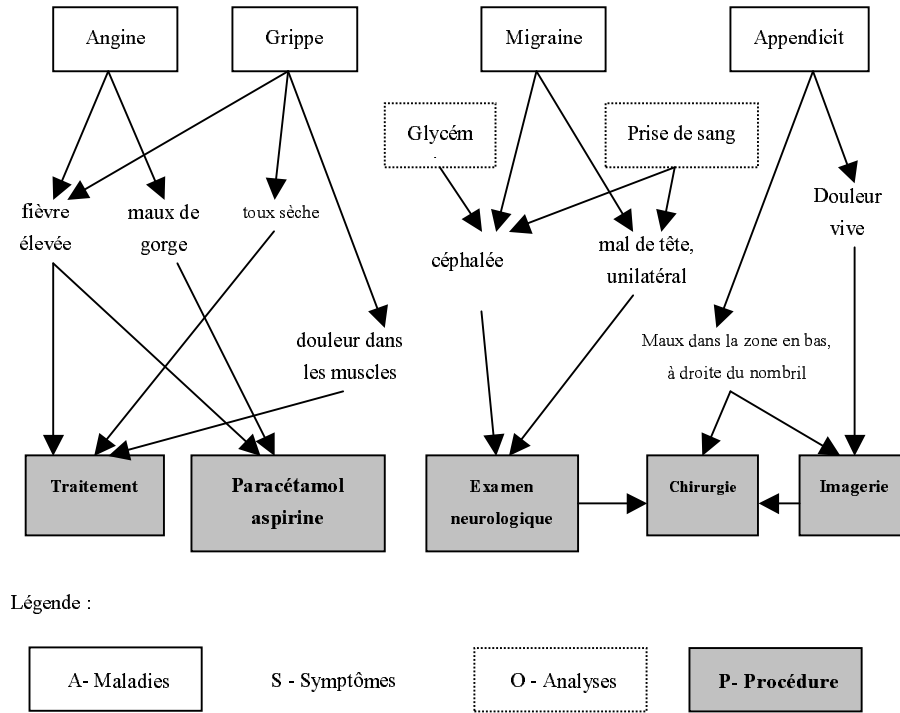 Angine
Grippe
Migraine
Appendicit
Glycém
.
Prise de sang
fièvre
élevée
maux de
gorge
toux sèche
céphalée
mal de tête,
unilatéral
Douleur
vive
douleur dans
les muscles
Maux dans la zone en bas,
à droite du nombril
Traitement
Paracétamol
aspirine
Examen
neurologique
Chirurgie
Imagerie
Légende :
A- Maladies
S - Symptômes
O - Analyses
P- Procédure